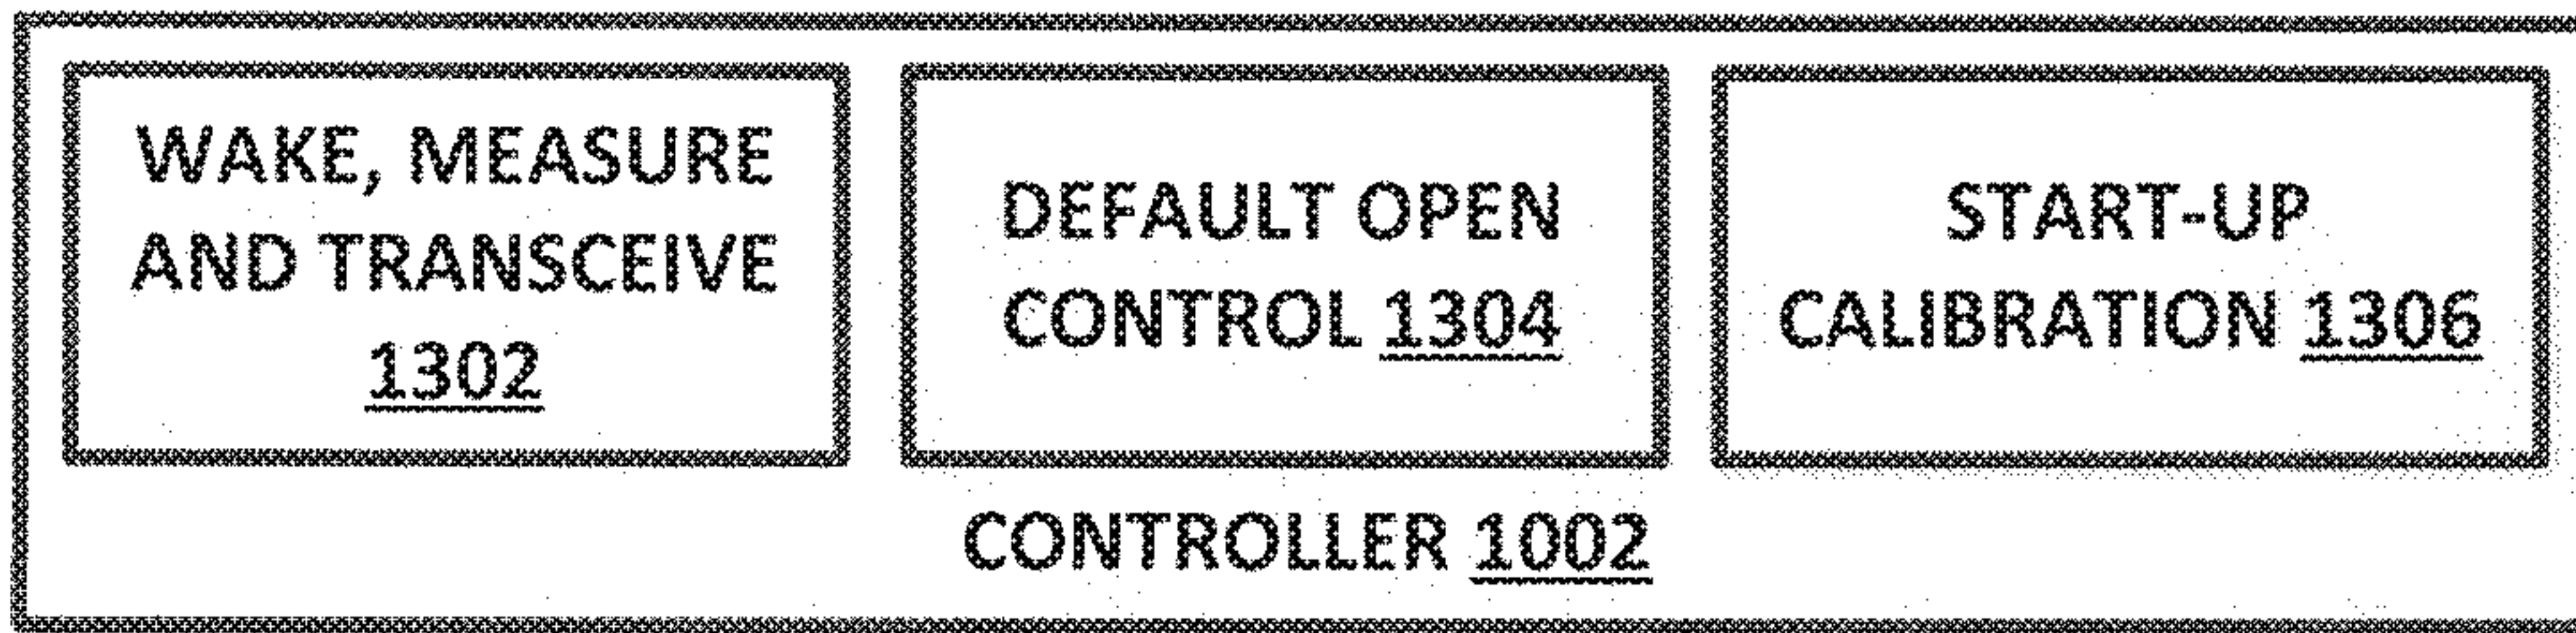 WAKE, MEASURE
AND TRANSCEIVE
1302
DEFAULT OPEN
CONTROL 1304
START-UP
CALIBRATION 1306
CONTROLLER 1002